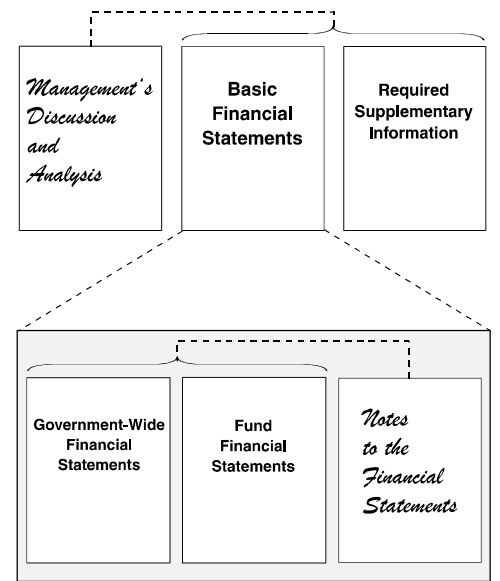 Management's
Discussion
and
Analysis
Basic
Financial
Statements
Required
Supplementary
Information
Government-Wide
Financial
Statements
Fund
Financial
Statements
Notes
to the
Financial
Statements